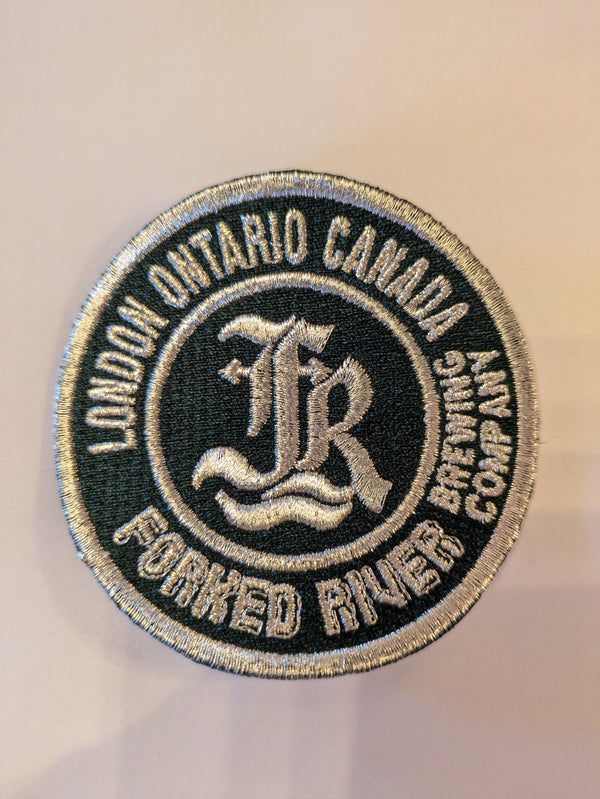 LONDON ONTARIO CANADA
FR
FORKED RIVER
BREWING
COMPANY